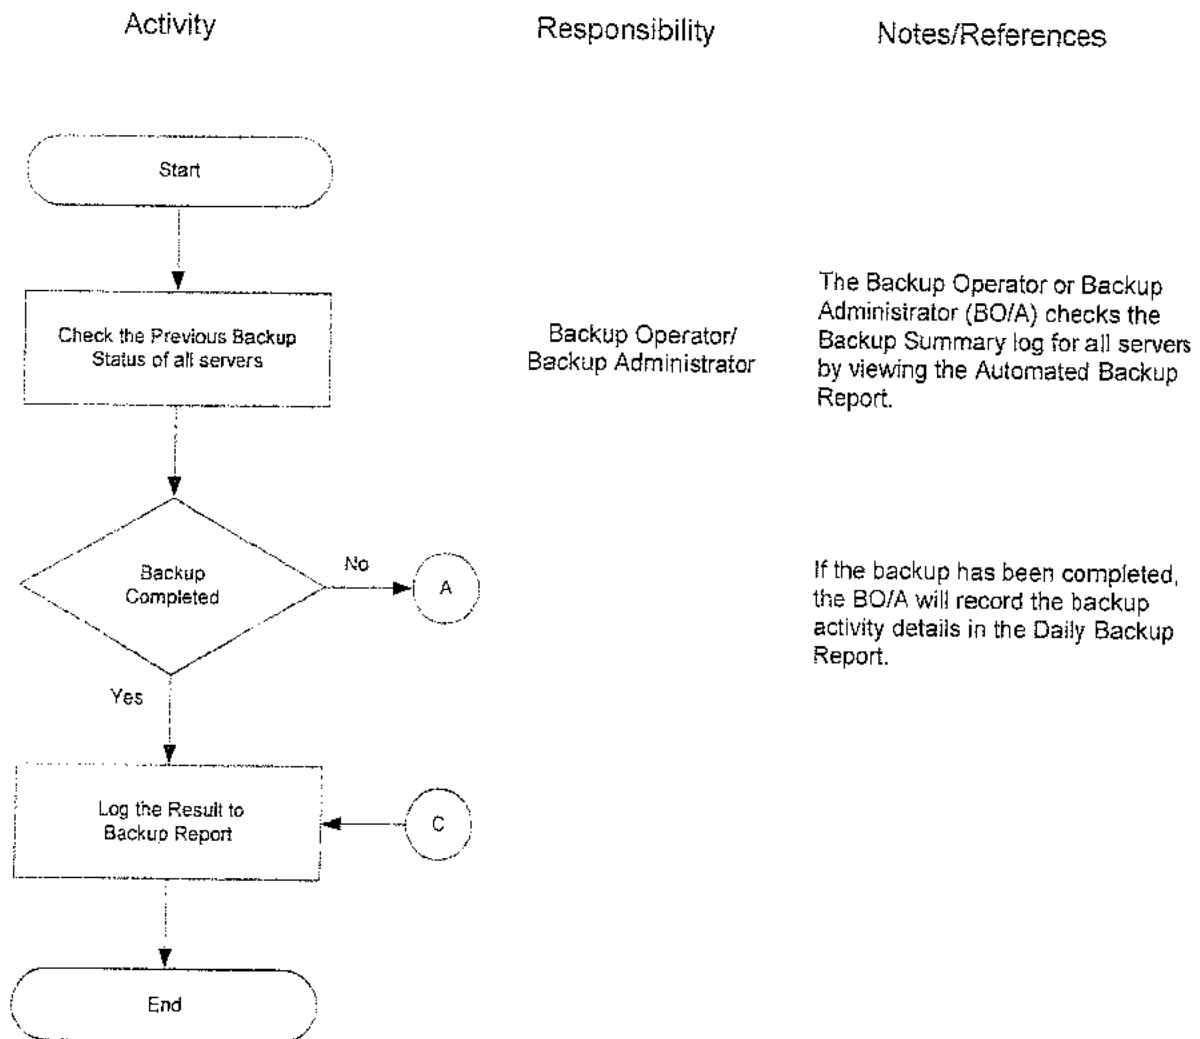 Activity
Responsibility
Notes/References
Start
Check the Previous Backup
Status of all servers
Backup Operator/
Backup Administrator
The Backup Operator or Backup
Administrator (BO/A) checks the
Backup Summary log for all servers
by viewing the Automated Backup
Report.
Backup
Completed
No
A
If the backup has been completed,
the BO/A will record the backup
activity details in the Daily Backup
Report.
Yes
Log the Result to
Backup Report
C
End